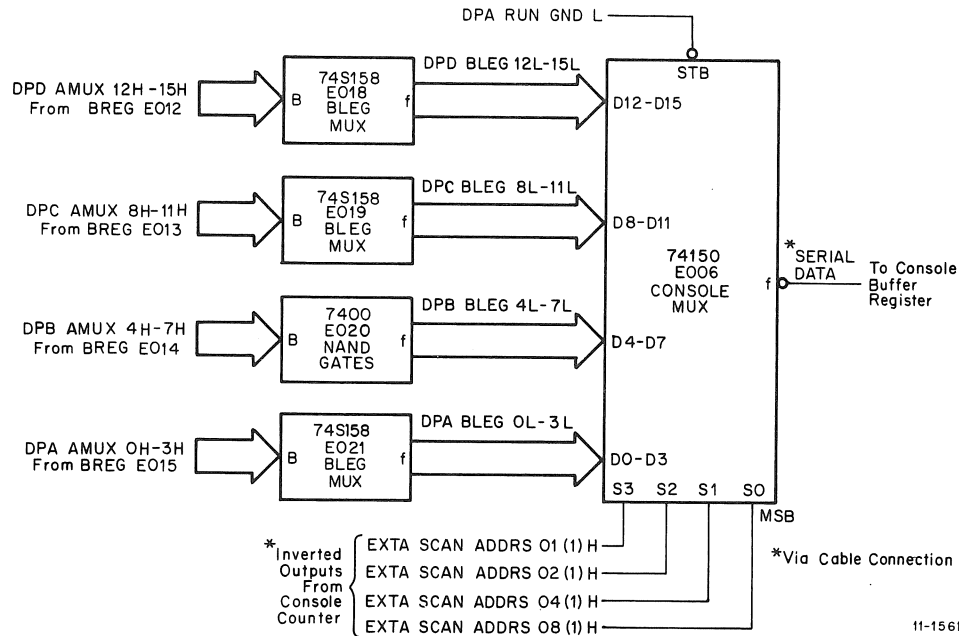 DPA RUN GND L
STB
DPD AMUX 12H-15H
From BREG E012
B
74S158
E018
BLEG
MUX
f
DPD BLEG 12L-15L
D12-D15
DPC AMUX 8H-11H
From BREG E013
B
74S158
E019
BLEG
MUX
f
DPC BLEG 8L-11L
D8-D11
74150
E006
CONSOLE
MUX
f
*SERIAL
DATA
To Console
Buffer
Register
DPB AMUX 4H-7H
From BREG E014
B
7400
E020
NAND
GATES
f
DPB BLEG 4L-7L
D4-D7
DPA AMUX 0H-3H
From BREG E015
B
74S158
E021
BLEG
MUX
f
DPA BLEG 0L-3L
D0-D3
S3 S2 S1 S0
MSB
*Inverted
Outputs
From
Console
Counter
EXTA SCAN ADDRS 01 (1) H
EXTA SCAN ADDRS 02 (1) H
EXTA SCAN ADDRS 04 (1) H
EXTA SCAN ADDRS 08 (1) H
*Via Cable Connection
11-1561